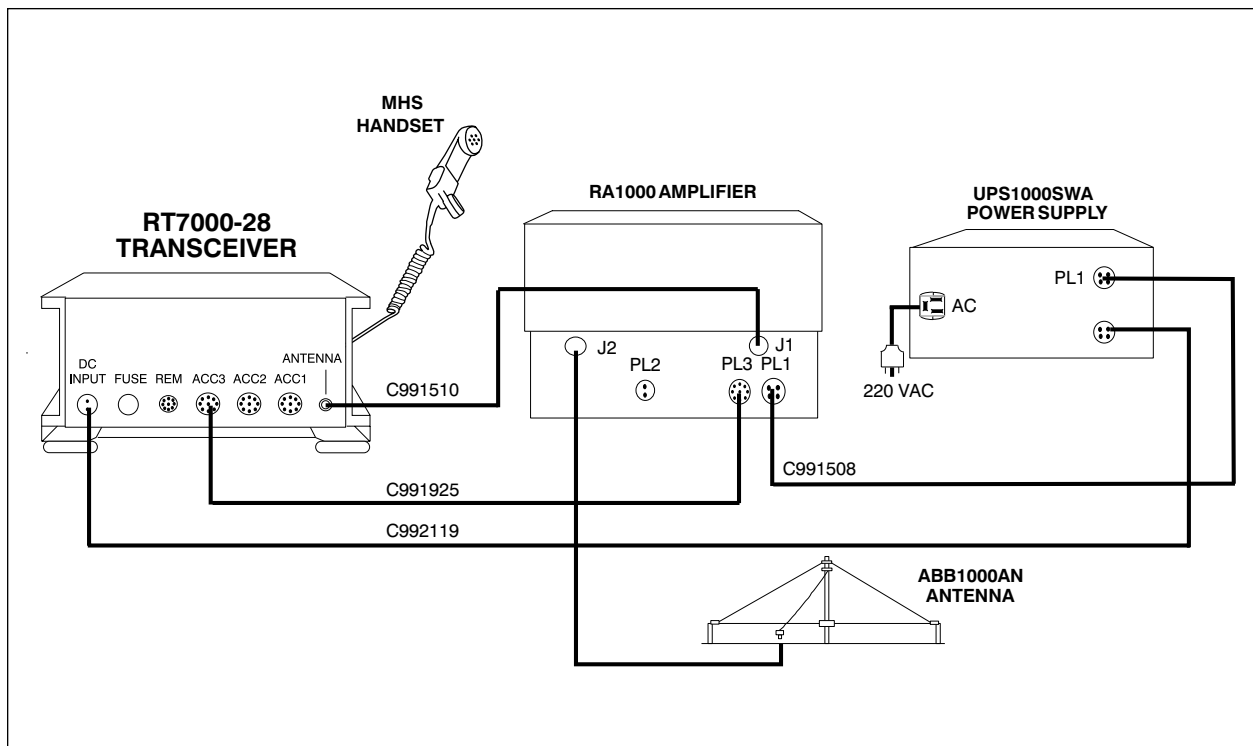 MHS
HANDSET
RT7000-28
TRANSCEIVER
RA1000 AMPLIFIER
UPS1000SWA
POWER SUPPLY
DC
INPUT
FUSE
REM
ACC3
ACC2
ACC1
ANTENNA
J2
PL2
PL3
J1
PL1
PL1
AC
220 VAC
C991510
C991508
C991925
C992119
ABB1000AN
ANTENNA